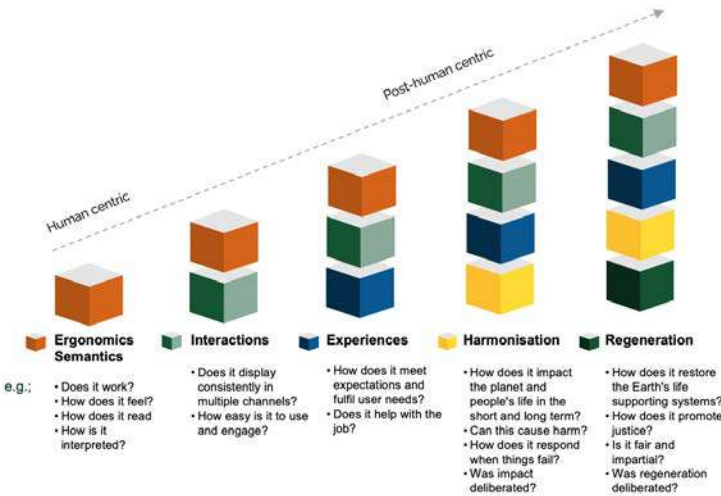 Human centric
Post-human centric
Ergonomics
Semantics
Interactions
Experiences
Harmonisation
Regeneration
e.g.;
• Does it work?
• How does it feel?
• How does it read
• How is it
interpreted?
• Does it display
consistently in
multiple channels?
• How easy is it to use
and engage?
• How does it meet
expectations and
fulfil user needs?
• Does it help with the
job?
• How does it impact
the planet and
people's life in the
short and long term?
• Can this cause harm?
• How does it respond
when things fail?
• Was impact
deliberated?
• How does it restore
the Earth's life
supporting systems?
• How does it promote
justice?
• Is it fair and
impartial?
• Was regeneration
deliberated?